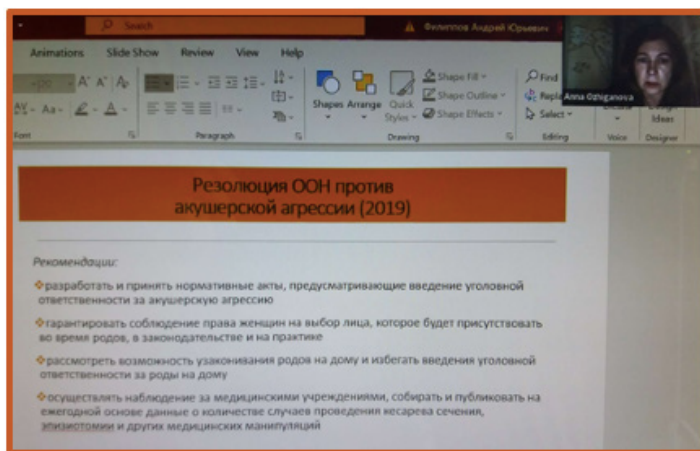 Search
Филиппов Андрей Юрьевич
Animations Slide Show Review View Help
Shapes Arrange Quick Styles
Shape Fill
Shape Outline
Shape Effects
Find
Select
Font Paragraph Drawing Editing Voice Designer
Ideas
Anna Ozhiganova
Резолюция ООН против
акушерской агрессии (2019)
Рекомендации:
❖разработать и принять нормативные акты, предусматривающие введение уголовной
ответственности за акушерскую агрессию
❖гарантировать соблюдение права женщин на выбор лица, которое будет присутствовать
во время родов, в законодательстве и на практике
❖рассмотреть возможность узаконивания родов на дому и избегать введения уголовной
ответственности за роды на дому
❖осуществлять наблюдение за медицинскими учреждениями, собирать и публиковать на
ежегодной основе данные о количестве случаев проведения кесарева сечения,
эпизиотомии и других медицинских манипуляций